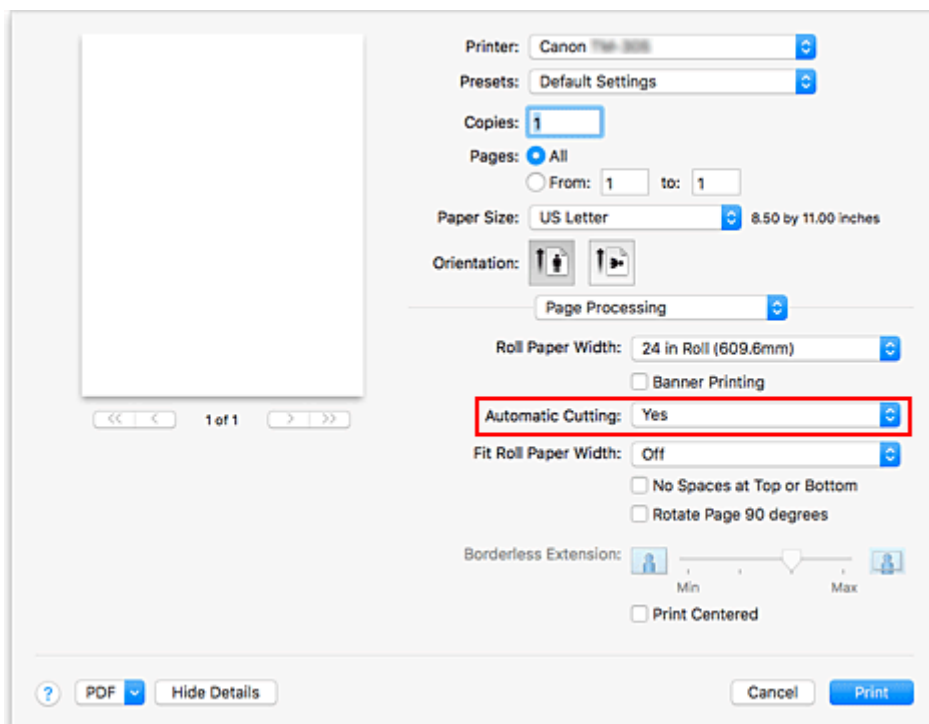 Printer: Canon
Presets: Default Settings
Copies: 1
Pages: All
From: 1 to: 1
Paper Size: US Letter 8.50 by 11.00 inches
Orientation:
Page Processing
Roll Paper Width: 24 in Roll (609.6mm)
Banner Printing
<< < 1 of 1 > >>
Automatic Cutting: Yes
Fit Roll Paper Width: Off
No Spaces at Top or Bottom
Rotate Page 90 degrees
Borderless Extension:
Min Max
Print Centered
? PDF Hide Details Cancel Print